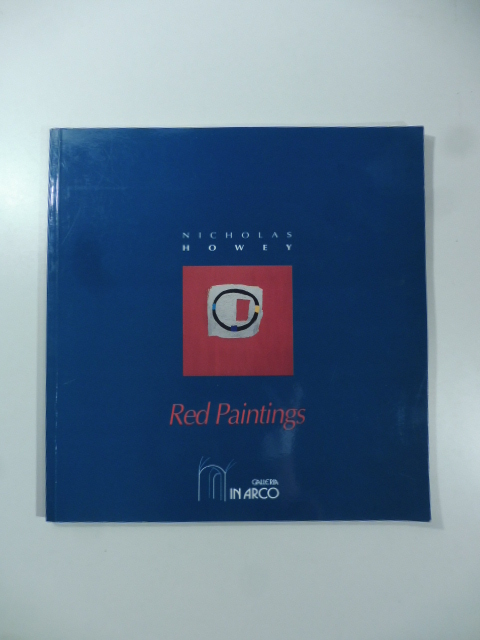 NICHOLAS
HOWEY
Red Paintings
GALLERIA
IN ARCO